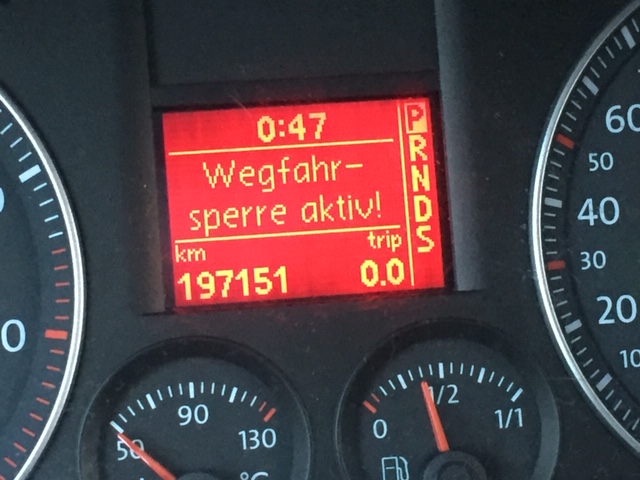 0:47
Wegfahr-
sperre aktiv!
km trip
197151 0.0
P
R
N
D
S
0
60
50
40
30
20
10
50 90 130
°C
0 1/2 1/1